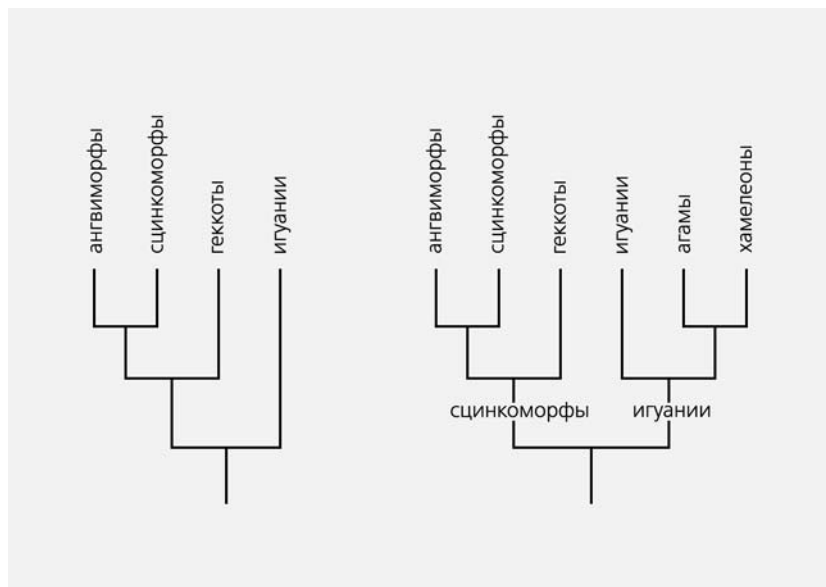 ангвиморфы
сцинкоморфы
геккоты
игуании
ангвиморфы
сцинкоморфы
геккоты
игуании
агамы
хамелеоны
сцинкоморфы
игуании